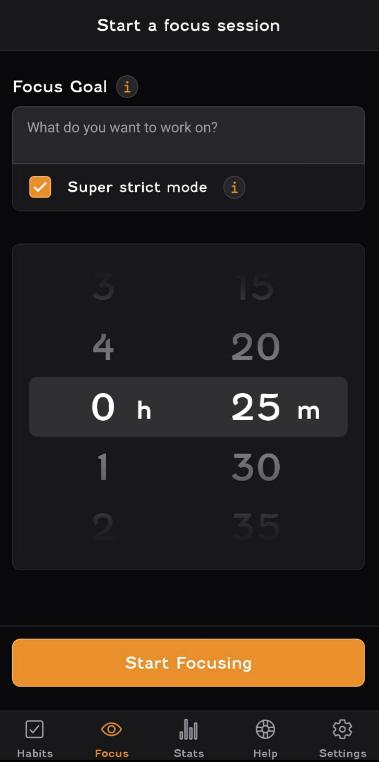 Start a focus session
Focus Goal i
What do you want to work on?
Super strict mode i
3 15
4 20
0 h 25 m
1 30
2 35
Start Focusing
Habits Focus Stats Help Settings